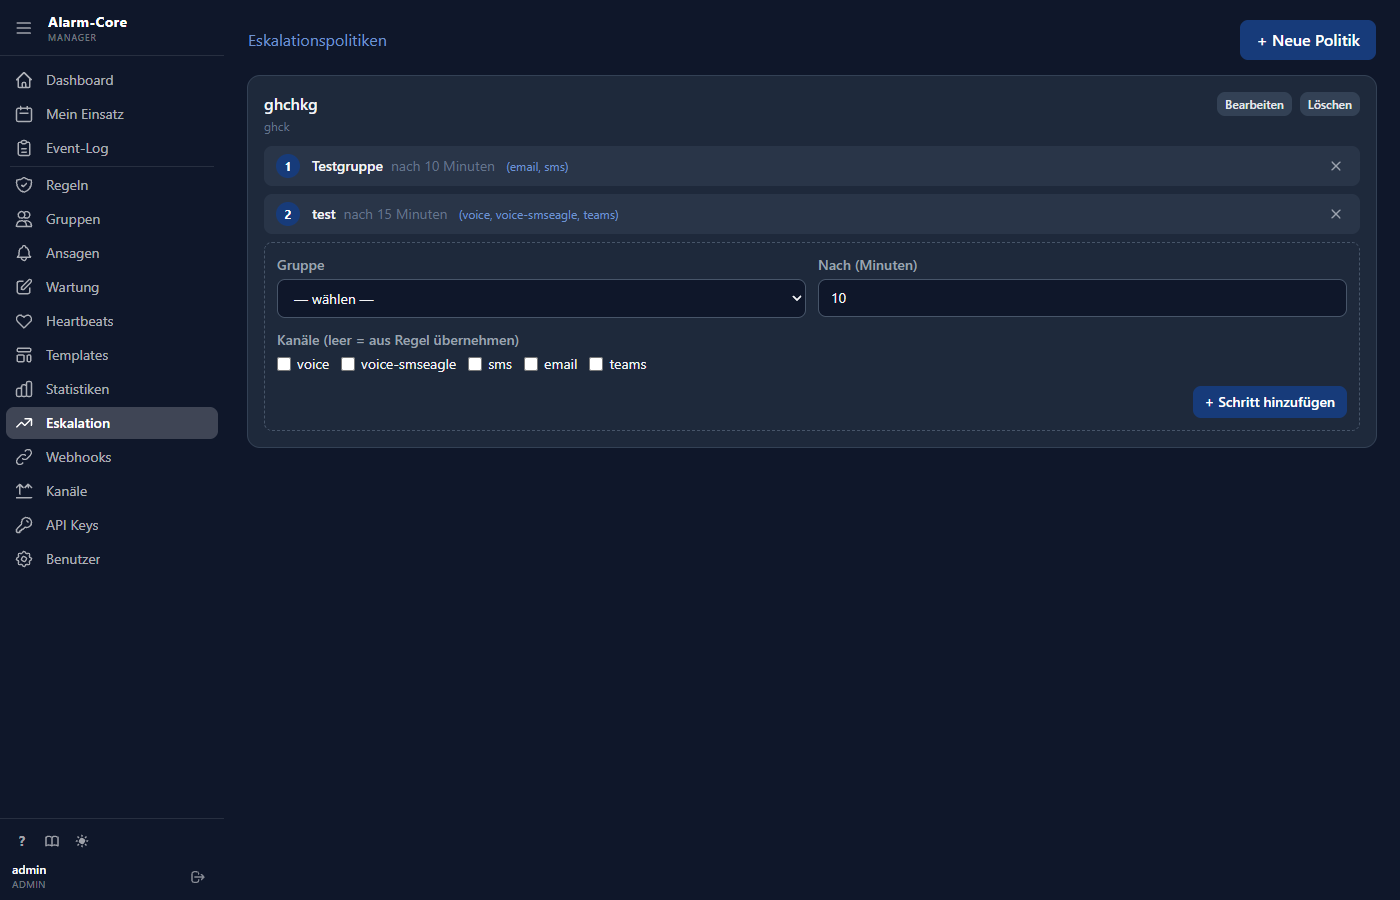 Alarm-Core
MANAGER
Dashboard
Mein Einsatz
Event-Log
Regeln
Gruppen
Ansagen
Wartung
Heartbeats
Templates
Statistiken
Eskalation
Webhooks
Kanäle
API Keys
Benutzer
?
admin
ADMIN
Eskalationspolitiken
+ Neue Politik
ghchkg
Bearbeiten Löschen
ghck
1 Testgruppe nach 10 Minuten (email, sms) ✕
2 test nach 15 Minuten (voice, voice-smseagle, teams) ✕
Gruppe Nach (Minuten)
— wählen — 10
Kanäle (leer = aus Regel übernehmen)
voice voice-smseagle sms email teams
+ Schritt hinzufügen